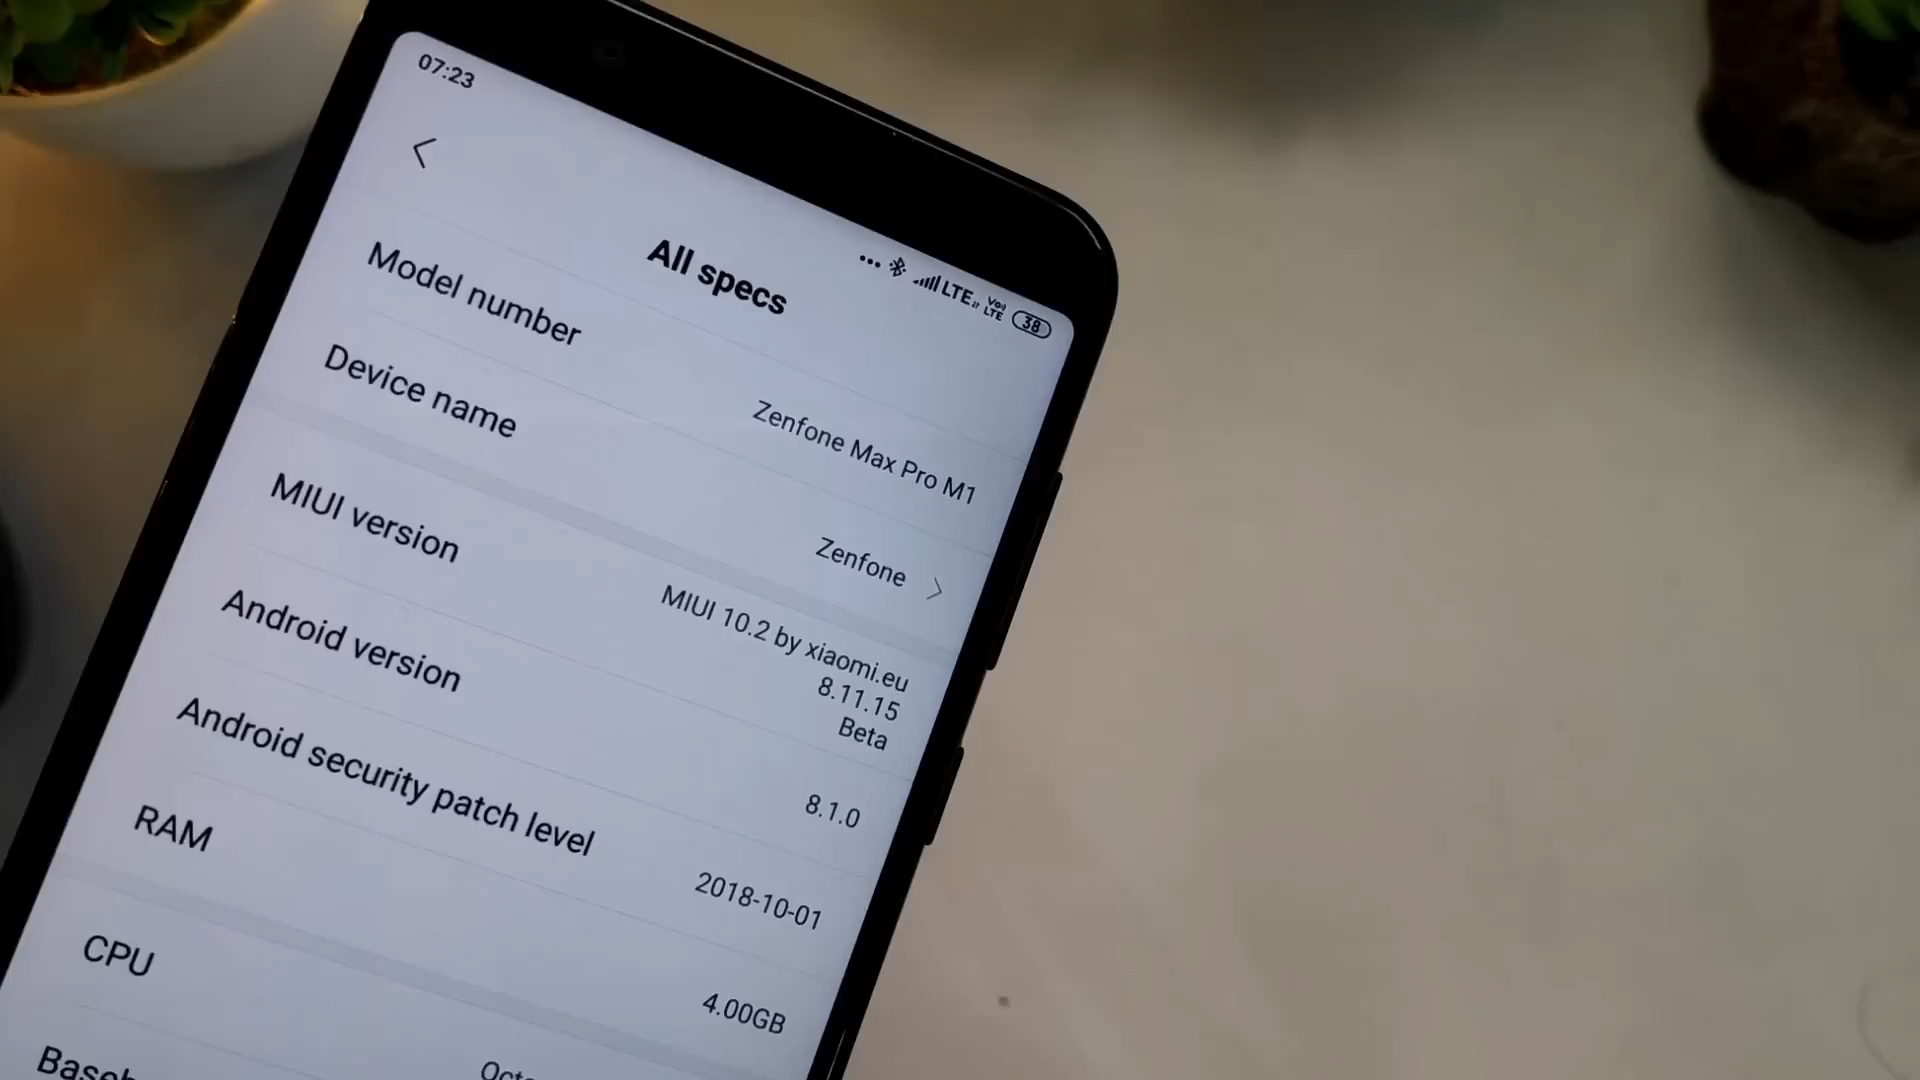 07:23
... LTE Vo) LTE 38
All specs
Model number
Zenfone Max Pro M1
Device name
Zenfone
MIUI version
MIUI 10.2 by xiaomi.eu
8.11.15
Beta
Android version
8.1.0
Android security patch level
2018-10-01
RAM
4.00GB
CPU